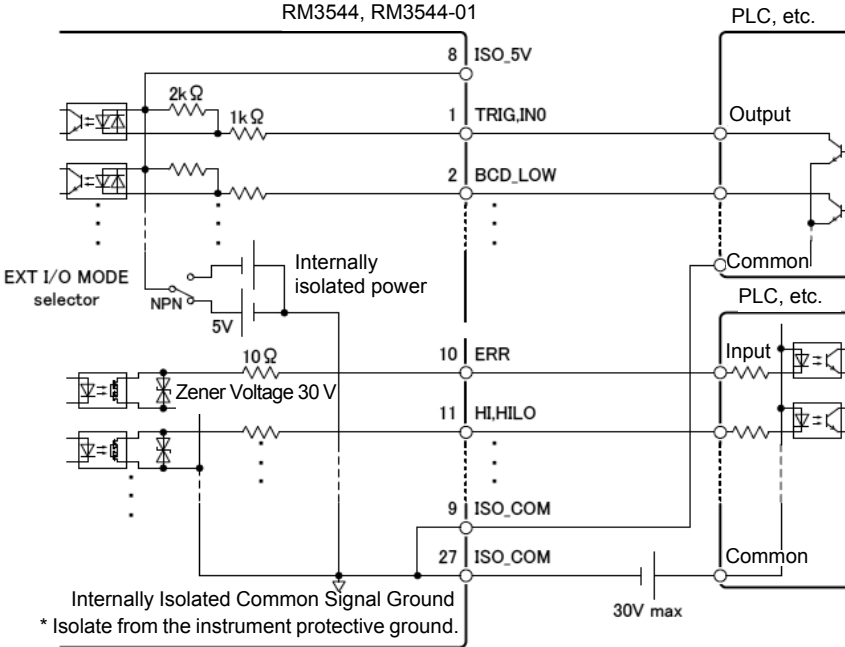 RM3544, RM3544-01
PLC, etc.
8 ISO_5V
2kΩ
1kΩ
1 TRIG,IN0
Output
2 BCD_LOW
Internally
isolated power
Common
EXT I/O MODE
selector
NPN
5V
PLC, etc.
10Ω
10 ERR
Input
Zener Voltage 30 V
11 HI,HILO
9 ISO_COM
27 ISO_COM
Common
30V max
Internally Isolated Common Signal Ground
* Isolate from the instrument protective ground.